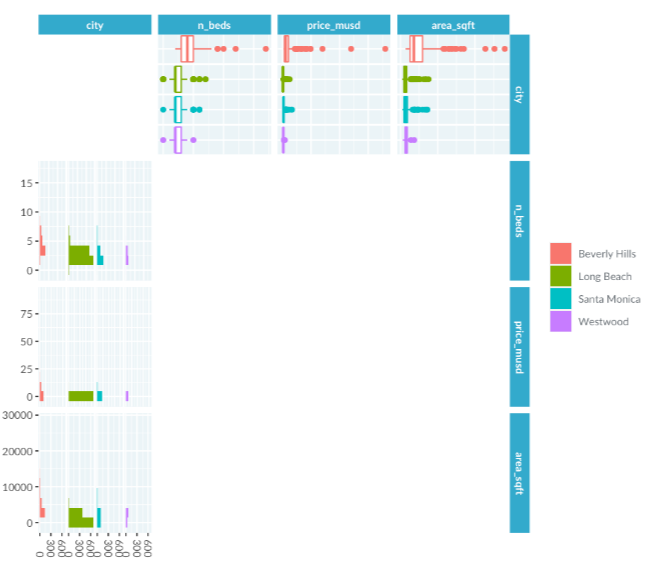 city n_beds price_musd area_sqft
city
15
10
5
0
n_beds
Beverly Hills
Long Beach
Santa Monica
Westwood
75
50
25
0
price_musd
30000
20000
10000
0
area_sqft
0 300 600 0 300 600 0 300 600 0 300 600